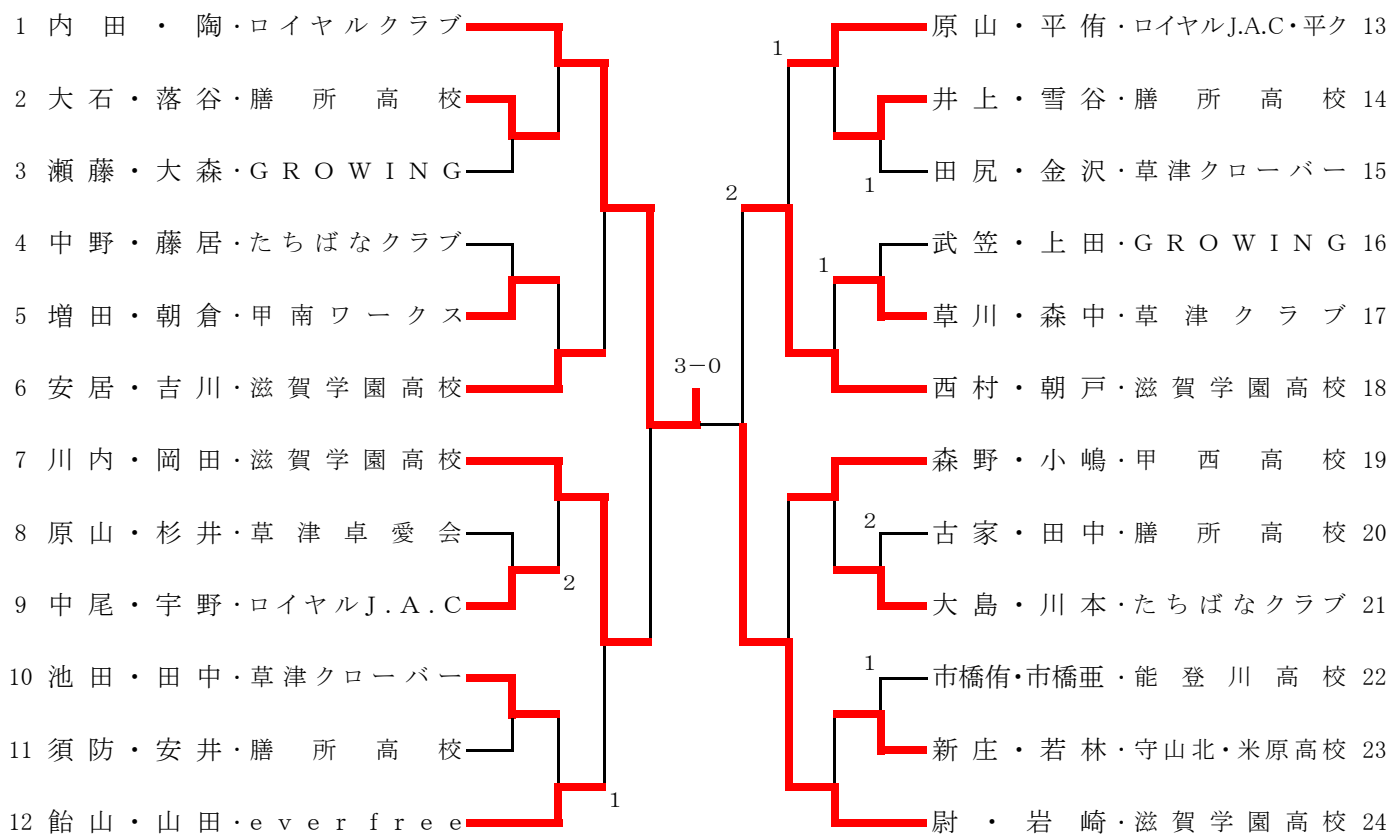 1 内田・陶・ロイヤルクラブ
2 大石・落谷・膳所高校
3 瀬藤・大森・GROWING
4 中野・藤居・たちばなクラブ
5 増田・朝倉・甲南ワークス
6 安居・吉川・滋賀学園高校
7 川内・岡田・滋賀学園高校
8 原山・杉井・草津卓愛会
2
9 中尾・宇野・ロイヤルJ.A.C
10 池田・田中・草津クローバー
11 須防・安井・膳所高校
1
12 飴山・山田・everfree
3-0
1
原山・平侑・ロイヤルJ.A.C・平ク 13
井上・雪谷・膳所高校 14
1
田尻・金沢・草津クローバー 15
2
武笠・上田・GROWING 16
1
草川・森中・草津クラブ 17
西村・朝戸・滋賀学園高校 18
森野・小嶋・甲西高校 19
2
古家・田中・膳所高校 20
大島・川本・たちばなクラブ 21
1
市橋侑・市橋亜・能登川高校 22
新庄・若林・守山北・米原高校 23
尉・岩崎・滋賀学園高校 24